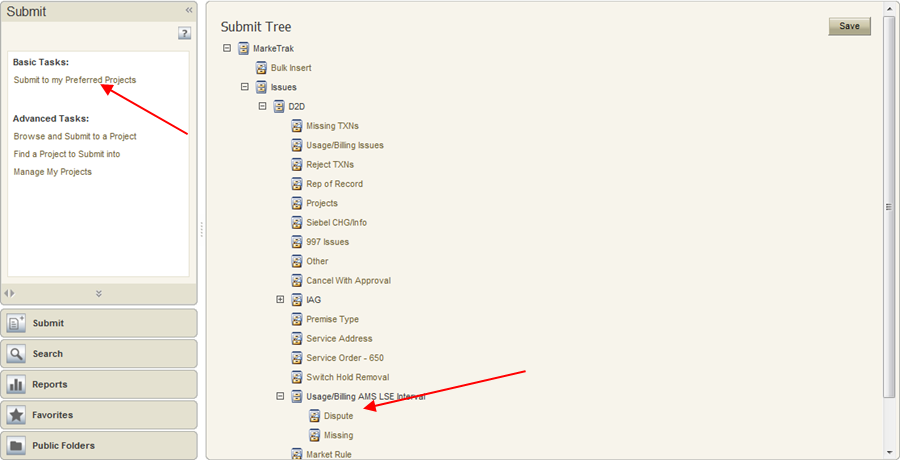 Submit
«
?
Basic Tasks:
Submit to my Preferred Projects
Advanced Tasks:
Browse and Submit to a Project
Find a Project to Submit into
Manage My Projects
Submit
Search
Reports
Favorites
Public Folders
Submit Tree
Save
MarkeTrak
Bulk Insert
Issues
D2D
Missing TXNs
Usage/Billing Issues
Reject TXNs
Rep of Record
Projects
Siebel CHG/Info
997 Issues
Other
Cancel With Approval
IAG
Premise Type
Service Address
Service Order - 650
Switch Hold Removal
Usage/Billing AMS LSE Interval
Dispute
Missing
Market Rule